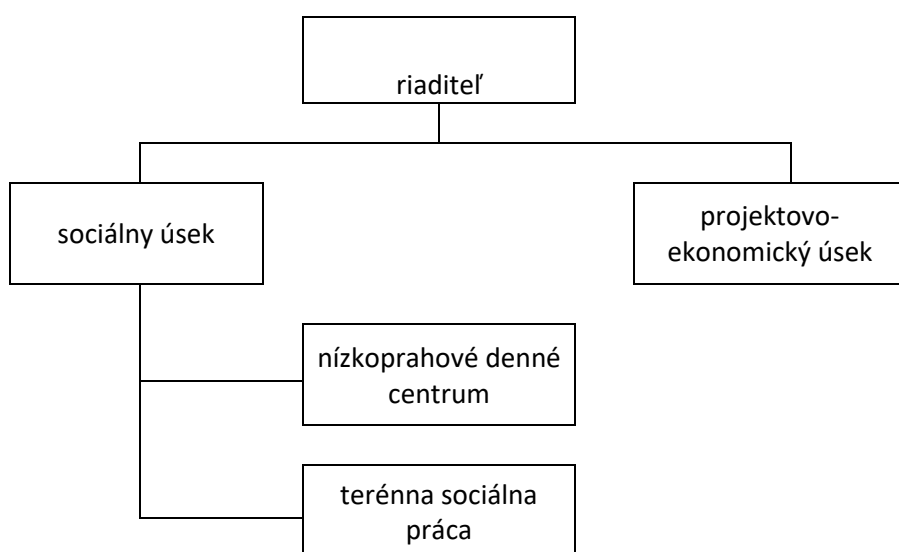 riaditeľ
sociálny úsek
projektovo-
ekonomický úsek
nízkoprahové denné
centrum
terénna sociálna
práca